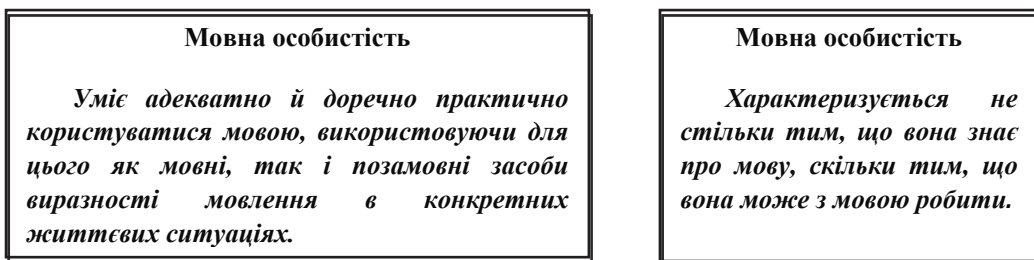 Мовна особистість
Уміє адекватно й доречно практично
користуватися мовою, використовуючи для
цього як мовні, так і позамовні засоби
виразності мовлення в конкретних
життєвих ситуаціях.
Мовна особистість
Характеризується не
стільки тим, що вона знає
про мову, скільки тим, що
вона може з мовою робити.